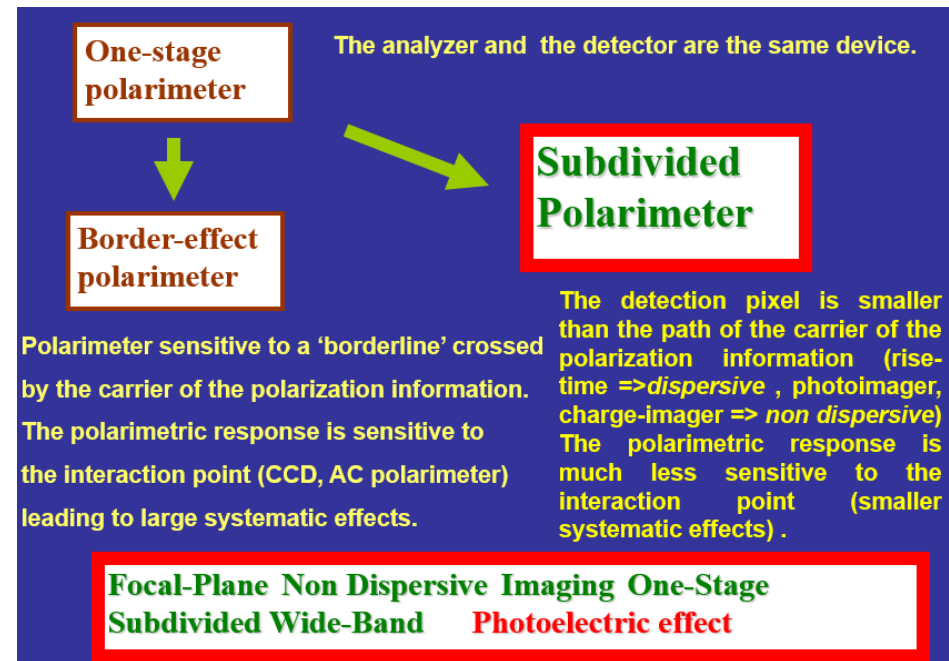 One-stage
polarimeter
The analyzer and the detector are the same device.
Subdivided
Polarimeter
Border-effect
polarimeter
Polarimeter sensitive to a ‘borderline’ crossed
by the carrier of the polarization information.
The polarimetric response is sensitive to
the interaction point (CCD, AC polarimeter)
leading to large systematic effects.
The detection pixel is smaller
than the path of the carrier of the
polarization information (rise-
time =>dispersive , photoimager,
charge-imager => non dispersive)
The polarimetric response is
much less sensitive to the
interaction point (smaller
systematic effects) .
Focal-Plane Non Dispersive Imaging One-Stage
Subdivided Wide-Band Photoelectric effect